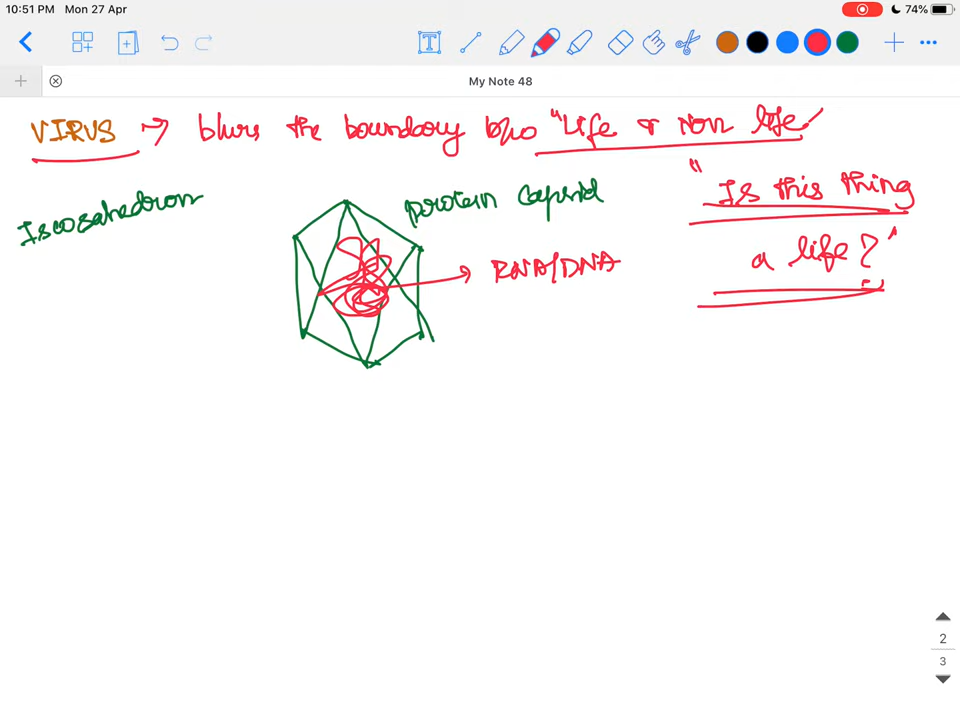 10:51 PM Mon 27 Apr
74%
My Note 48
VIRUS → blurs the boundary b/w "Life & Non life"
"Is this thing
a life?"
Iscosahedron
protein capsid
RNA/DNA
2
3